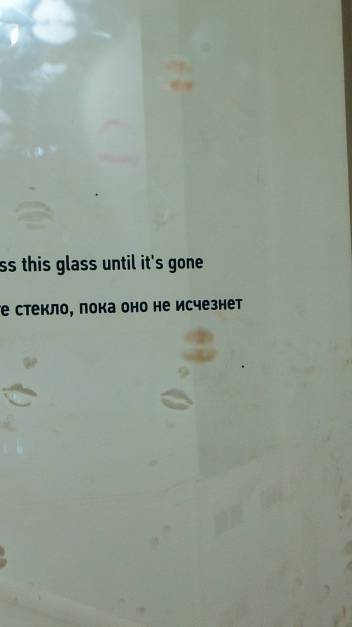 ss this glass until it's gone
е стекло, пока оно не исчезнет